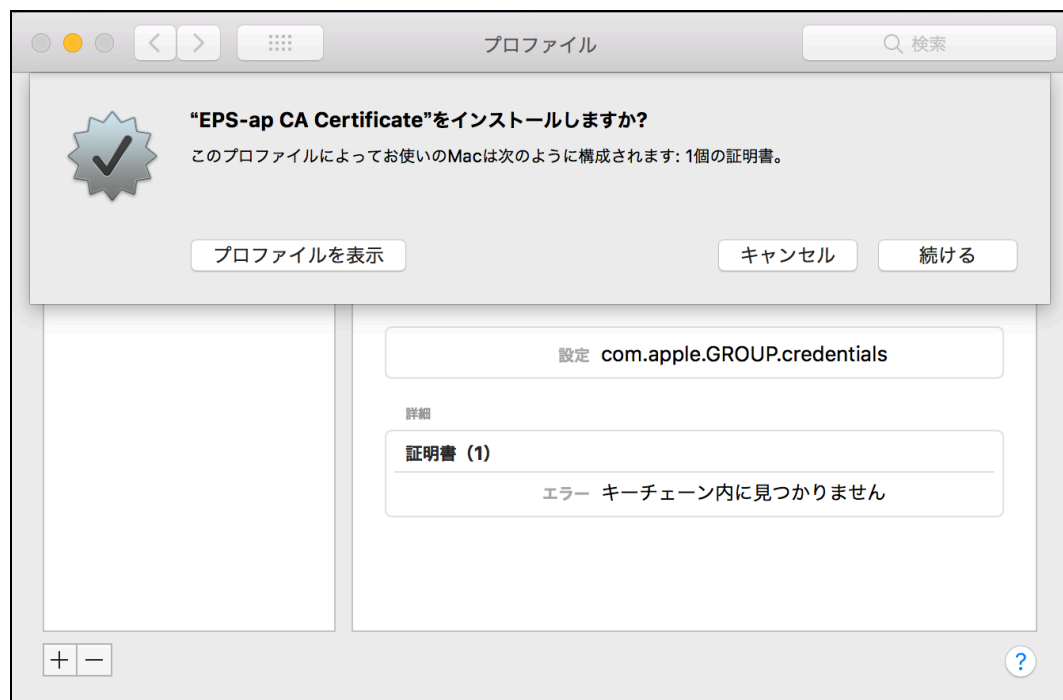 プロファイル
検索
“EPS-ap CA Certificate”をインストールしますか?
このプロファイルによってお使いのMacは次のように構成されます: 1個の証明書。
プロファイルを表示
キャンセル
続ける
設定 com.apple.GROUP.credentials
詳細
証明書（1）
エラー キーチェーン内に見つかりません
+ −
?